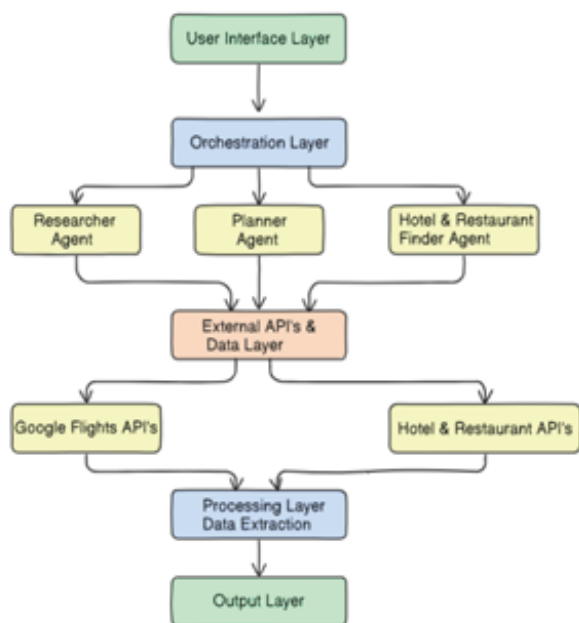 User Interface Layer
Orchestration Layer
Researcher
Agent
Planner
Agent
Hotel & Restaurant
Finder Agent
External API's &
Data Layer
Google Flights API's
Hotel & Restaurant API's
Processing Layer
Data Extraction
Output Layer